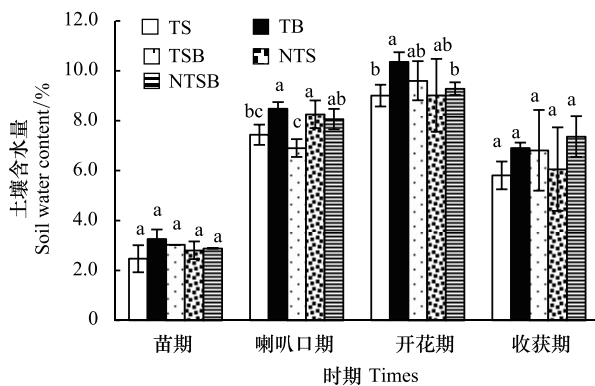 土壤含水量
Soil water content/%
12.0
10.0
8.0
6.0
4.0
2.0
0
TS
TB
TSB
NTS
NTSB
a a a a a
bc a c a ab
b a ab ab b
a a a a a
苗期
喇叭口期
开花期
收获期
时期 Times